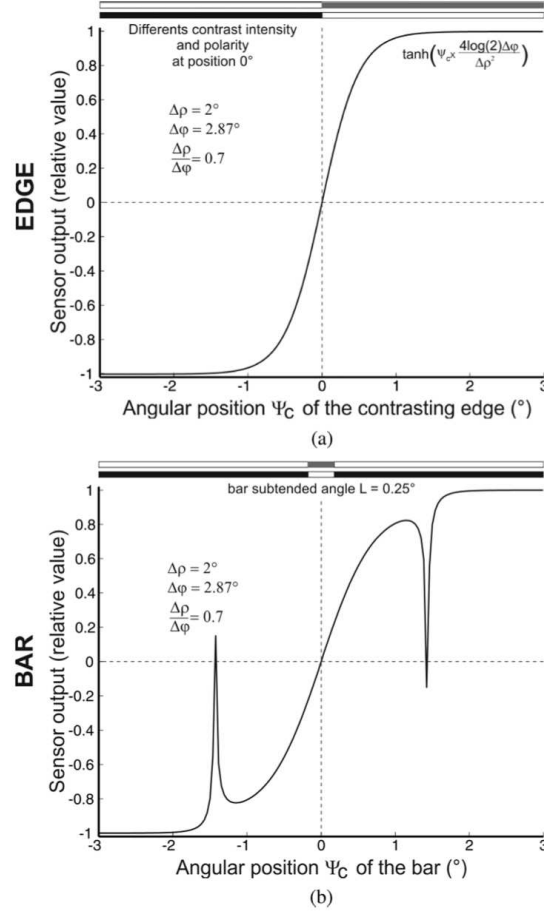 Differents contrast intensity
and polarity
at position 0°
tanh(Ψc× 4log(2)Δφ / Δρ²)
Δρ = 2°
Δφ = 2.87°
Δρ/Δφ = 0.7
EDGE
Sensor output (relative value)
1
0.8
0.6
0.4
0.2
0
-0.2
-0.4
-0.6
-0.8
-1
-3 -2 -1 0 1 2 3
Angular position ΨC of the contrasting edge (°)
(a)
bar subtended angle L = 0.25°
Δρ = 2°
Δφ = 2.87°
Δρ/Δφ = 0.7
BAR
Sensor output (relative value)
1
0.8
0.6
0.4
0.2
0
-0.2
-0.4
-0.6
-0.8
-1
-3 -2 -1 0 1 2 3
Angular position ΨC of the bar (°)
(b)